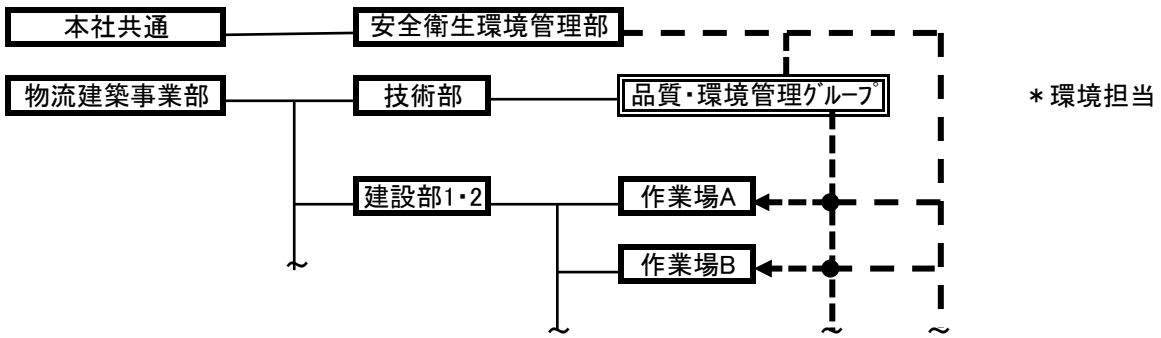 本社共通
安全衛生環境管理部
物流建築事業部
技術部
品質・環境管理ｸﾞﾙｰﾌﾟ
*環境担当
建設部1・2
作業場A
作業場B